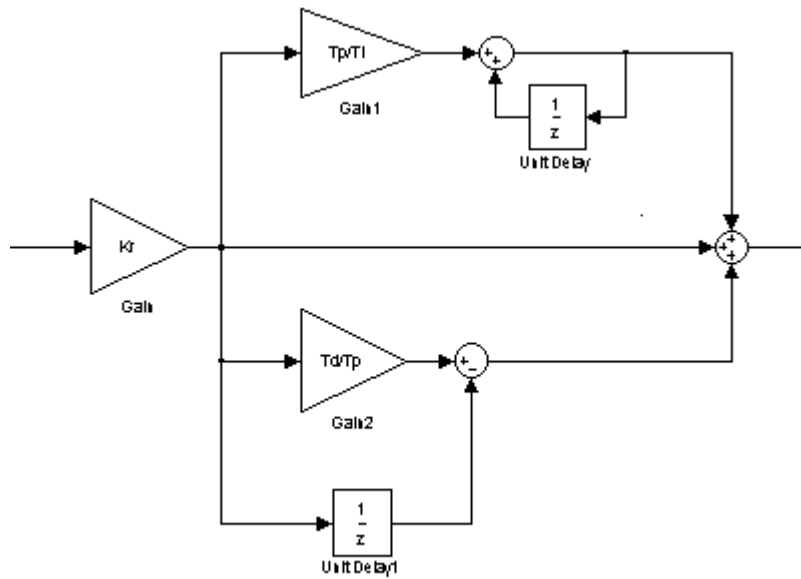 Tp/Ti
Gain1
+
+
1
z
Unit Delay
Kr
Gain
+
+
+
Td/Tp
+
−
Gain2
1
z
Unit Delay1